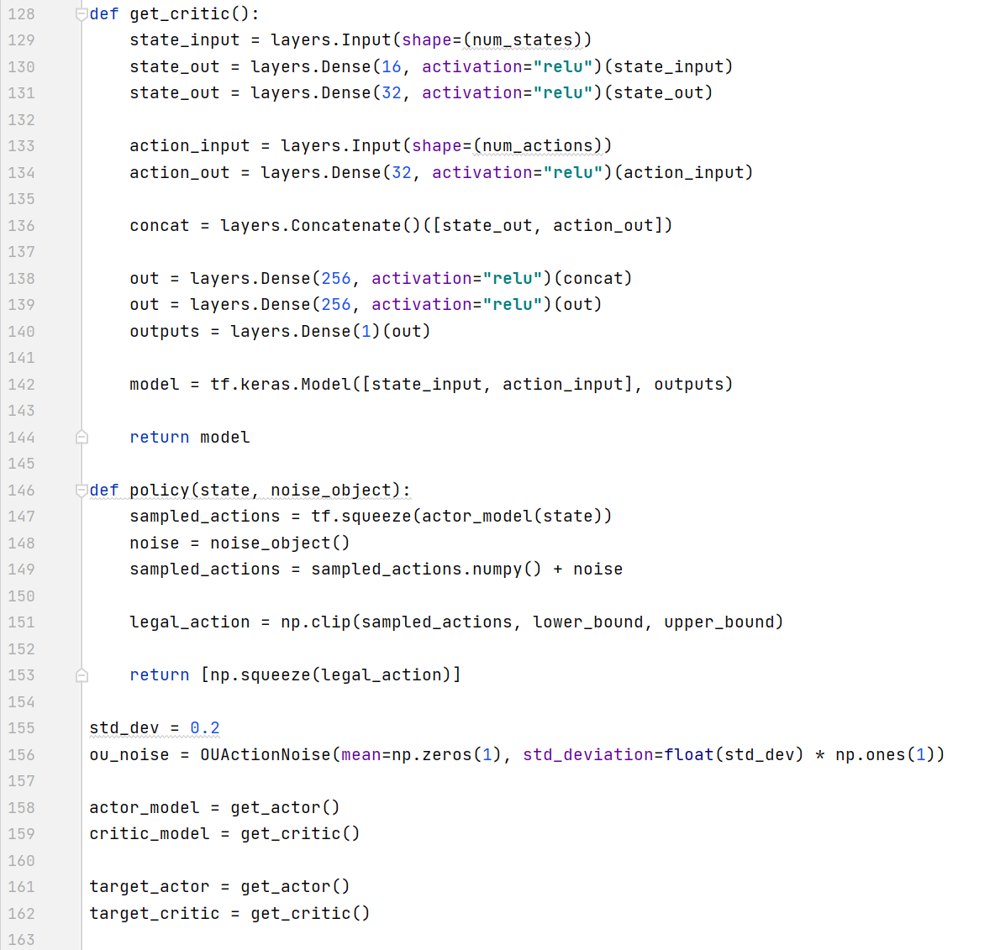 128 def get_critic():
129     state_input = layers.Input(shape=(num_states))
130     state_out = layers.Dense(16, activation="relu")(state_input)
131     state_out = layers.Dense(32, activation="relu")(state_out)
132
133     action_input = layers.Input(shape=(num_actions))
134     action_out = layers.Dense(32, activation="relu")(action_input)
135
136     concat = layers.Concatenate()([state_out, action_out])
137
138     out = layers.Dense(256, activation="relu")(concat)
139     out = layers.Dense(256, activation="relu")(out)
140     outputs = layers.Dense(1)(out)
141
142     model = tf.keras.Model([state_input, action_input], outputs)
143
144     return model
145
146 def policy(state, noise_object):
147     sampled_actions = tf.squeeze(actor_model(state))
148     noise = noise_object()
149     sampled_actions = sampled_actions.numpy() + noise
150
151     legal_action = np.clip(sampled_actions, lower_bound, upper_bound)
152
153     return [np.squeeze(legal_action)]
154
155 std_dev = 0.2
156 ou_noise = OUActionNoise(mean=np.zeros(1), std_deviation=float(std_dev) * np.ones(1))
157
158 actor_model = get_actor()
159 critic_model = get_critic()
160
161 target_actor = get_actor()
162 target_critic = get_critic()
163